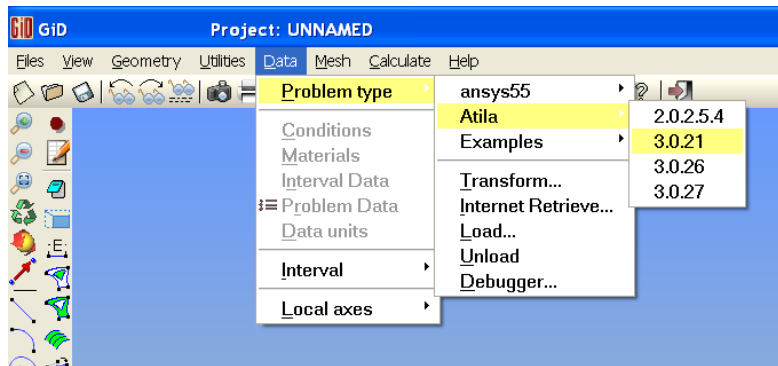 GiD GiD Project: UNNAMED
Files View Geometry Utilities Data Mesh Calculate Help
Problem type
Conditions
Materials
Interval Data
Problem Data
Data units
Interval
Local axes
ansys55
Atila
Examples
Transform...
Internet Retrieve...
Load...
Unload
Debugger...
2.0.2.5.4
3.0.21
3.0.26
3.0.27
:E: